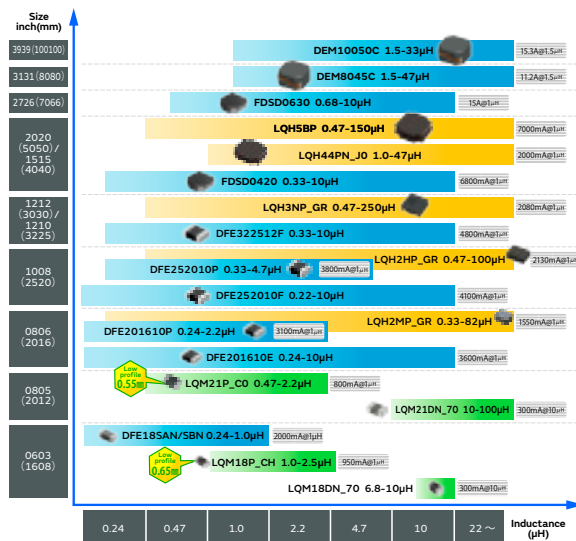 Size
inch(mm)
3939(100100)
DEM10050C 1.5-33μH
15.3A@1.5μH
3131(8080)
DEM8045C 1.5-47μH
11.2A@1.5μH
2726(7066)
FDSD0630 0.68-10μH
15A@1μH
2020
(5050)/
1515
(4040)
LQH5BP 0.47-150μH
7000mA@1μH
LQH44PN_J0 1.0-47μH
2000mA@1μH
FDSD0420 0.33-10μH
6800mA@1μH
1212
(3030)/
1210
(3225)
LQH3NP_GR 0.47-250μH
2080mA@1μH
DFE322512F 0.33-10μH
4800mA@1μH
1008
(2520)
LQH2HP_GR 0.47-100μH
2130mA@1μH
DFE252010P 0.33-4.7μH
3800mA@1μH
DFE252010F 0.22-10μH
4100mA@1μH
0806
(2016)
LQH2MP_GR 0.33-82μH
1550mA@1μH
DFE201610P 0.24-2.2μH
3100mA@1μH
DFE201610E 0.24-10μH
3600mA@1μH
0805
(2012)
Low
profile
0.55mm
LQM21P_C0 0.47-2.2μH
800mA@1μH
LQM21DN_70 10-100μH
300mA@10μH
0603
(1608)
DFE18SAN/SBN 0.24-1.0μH
2000mA@1μH
Low
profile
0.65mm
LQM18P_CH 1.0-2.5μH
950mA@1μH
LQM18DN_70 6.8-10μH
300mA@10μH
0.24 0.47 1.0 2.2 4.7 10 22～
Inductance
(μH)